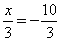 x/3 = −10/3